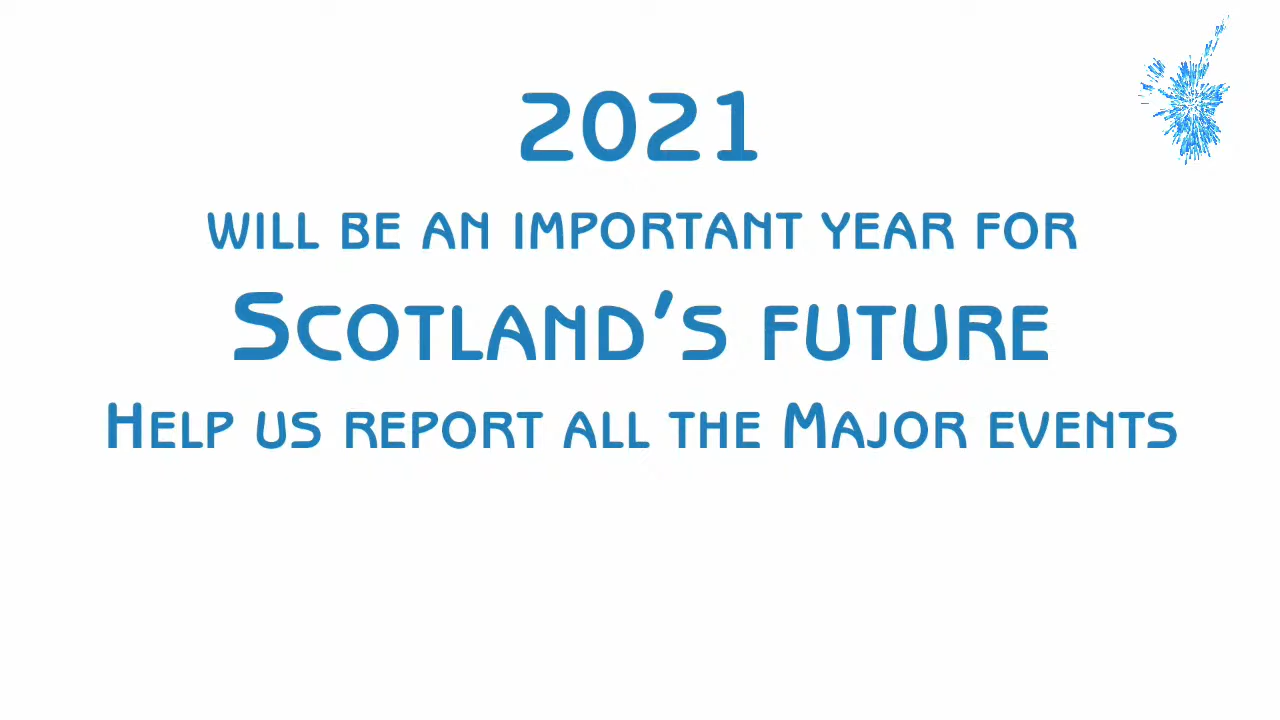 2021
will be an important year for
Scotland's future
Help us report all the Major events